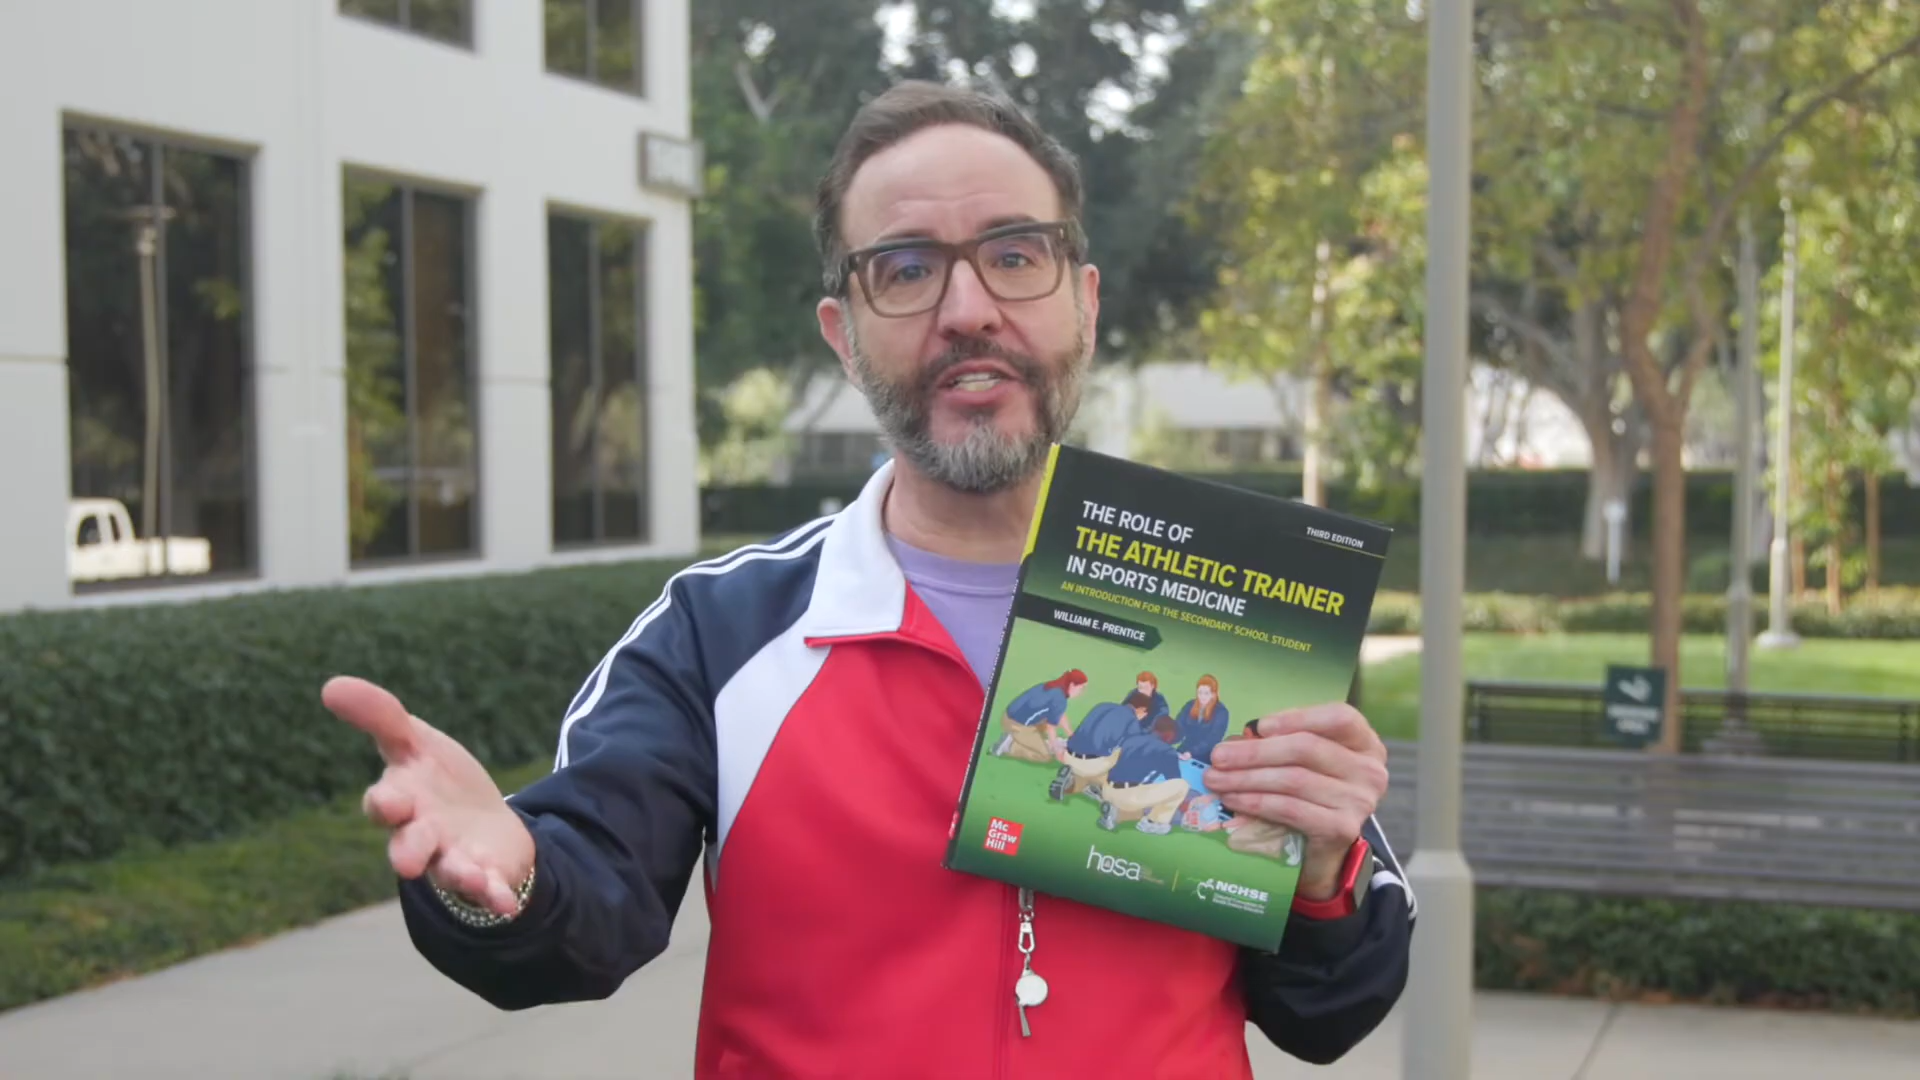 THIRD EDITION
THE ROLE OF
THE ATHLETIC TRAINER
IN SPORTS MEDICINE
AN INTRODUCTION FOR THE SECONDARY SCHOOL STUDENT
WILLIAM E. PRENTICE
Mc
Graw
Hill
hosa
NCHSE